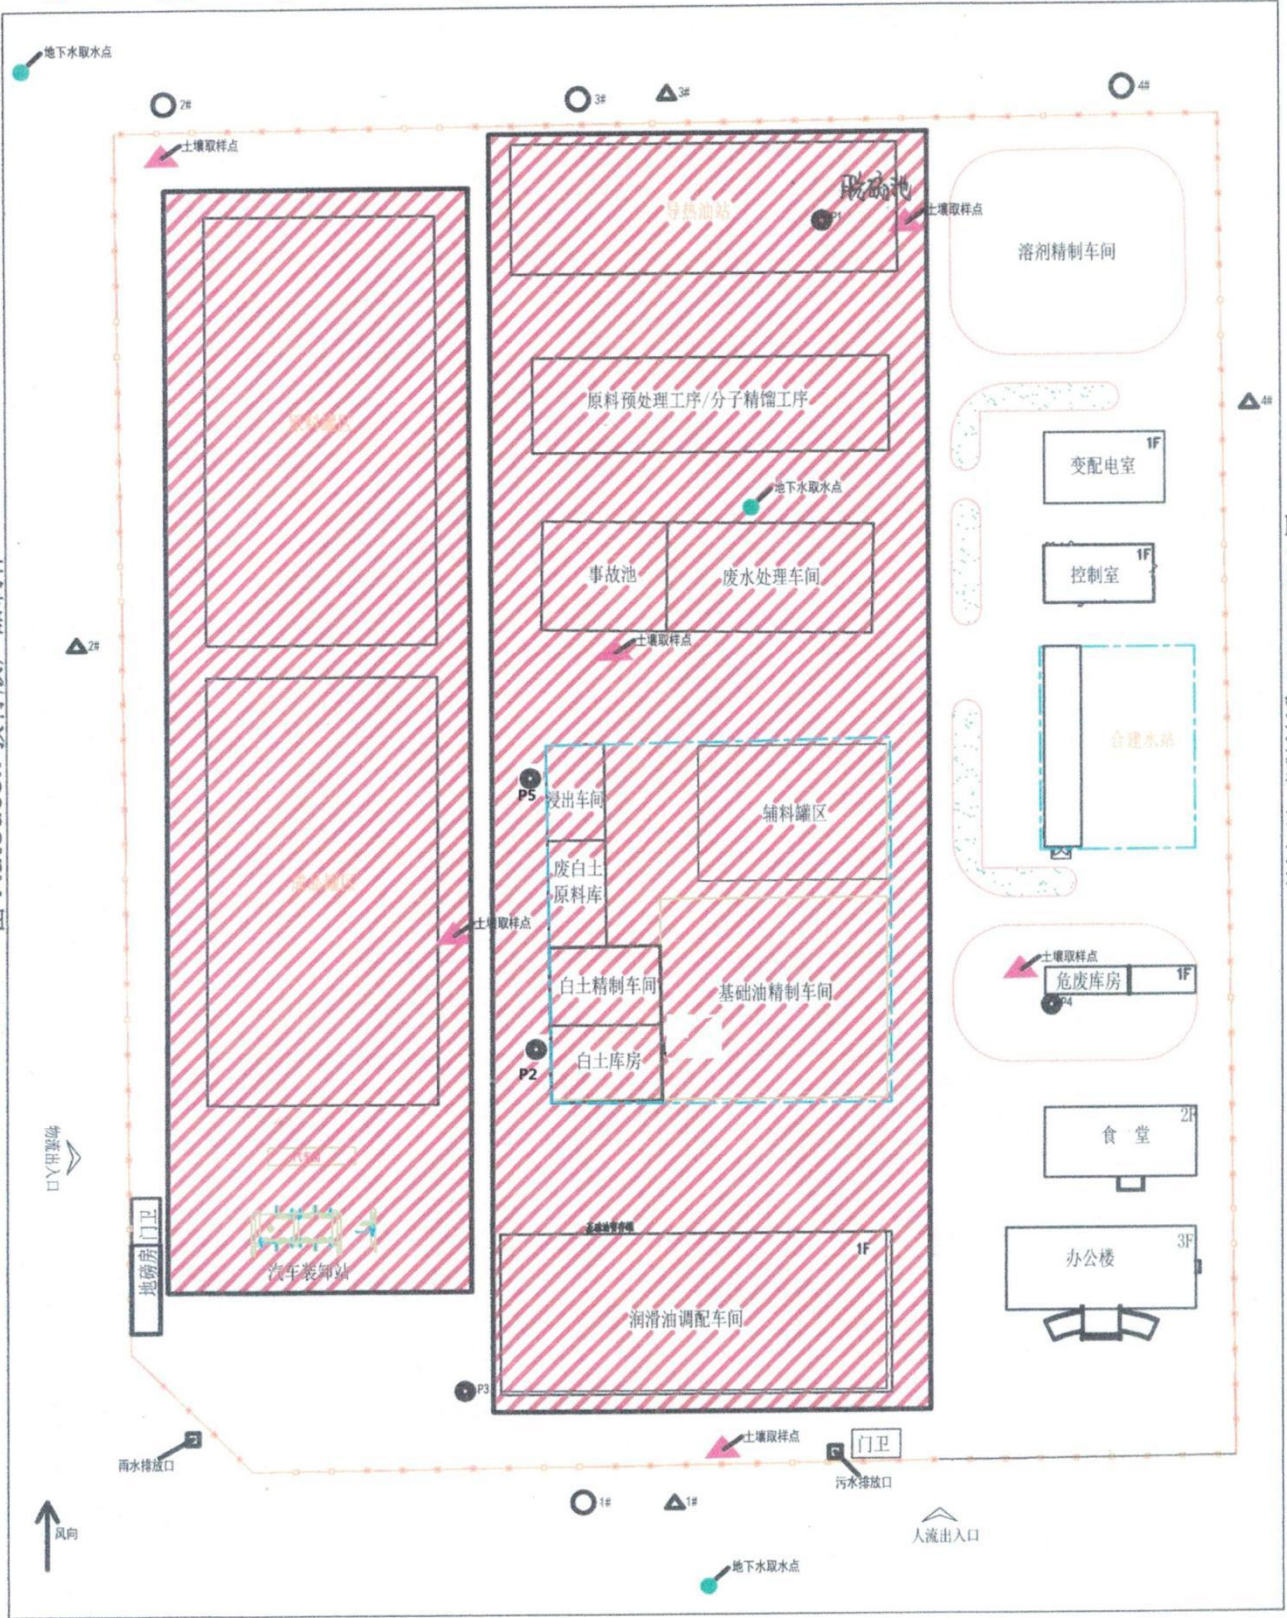 地下水取水点
2#
3#
3#
4#
土壤取样点
脱硫池
导热油站
P1
土壤取样点
溶剂精制车间
原料预处理工序/分子精馏工序
4#
1F
变配电室
地下水取水点
1F
控制室
事故池
废水处理车间
土壤取样点
2#
合建水站
P5
浸出车间
辅料罐区
废白土
原料库
土壤取样点
土壤取样点
白土精制车间
基础油精制车间
危废库房
1F
P4
P2
白土库房
2F
食 堂
物流出入口
门卫
地磅房
汽车装卸站
1F
润滑油调配车间
3F
办公楼
P3
土壤取样点
门卫
雨水排放口
污水排放口
1#
1#
风向
人流出入口
地下水取水点